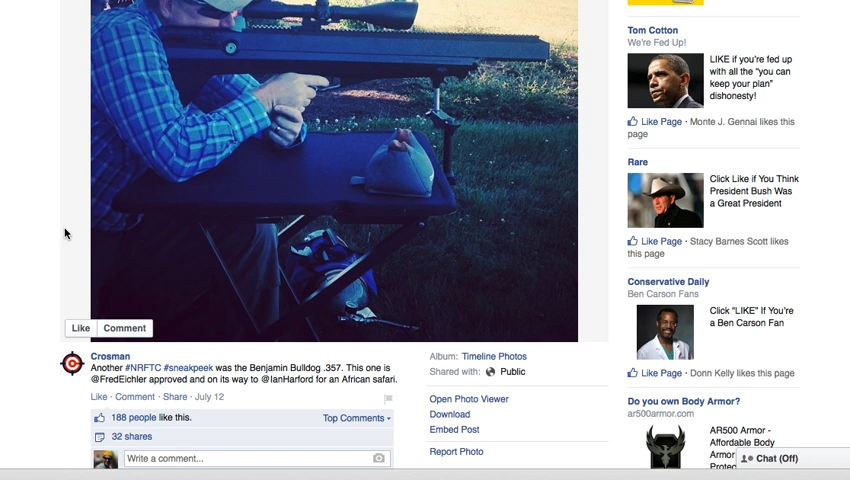 Like
Comment
Crosman
Another #NRFTC #sneakpeek was the Benjamin Bulldog .357. This one is
@FredEichler approved and on its way to @IanHarford for an African safari.
Like · Comment · Share · July 12
188 people like this.
Top Comments
32 shares
Write a comment...
Album: Timeline Photos
Shared with: Public
Open Photo Viewer
Download
Embed Post
Report Photo
Tom Cotton
We're Fed Up!
LIKE if you're fed
up with all the "you can
keep your plan"
dishonesty!
Like Page · Monte J. Gennai likes this
page
Rare
Click Like if You Think
President Bush Was
a Great President
Like Page · Stacy Barnes Scott likes
this page
Conservative Daily
Ben Carson Fans
Click "LIKE" If You're
a Ben Carson Fan
Like Page · Donn Kelly likes this page
Do you own Body Armor?
ar500armor.com
AR500 Armor -
Affordable Body
Armor
Chat (Off)